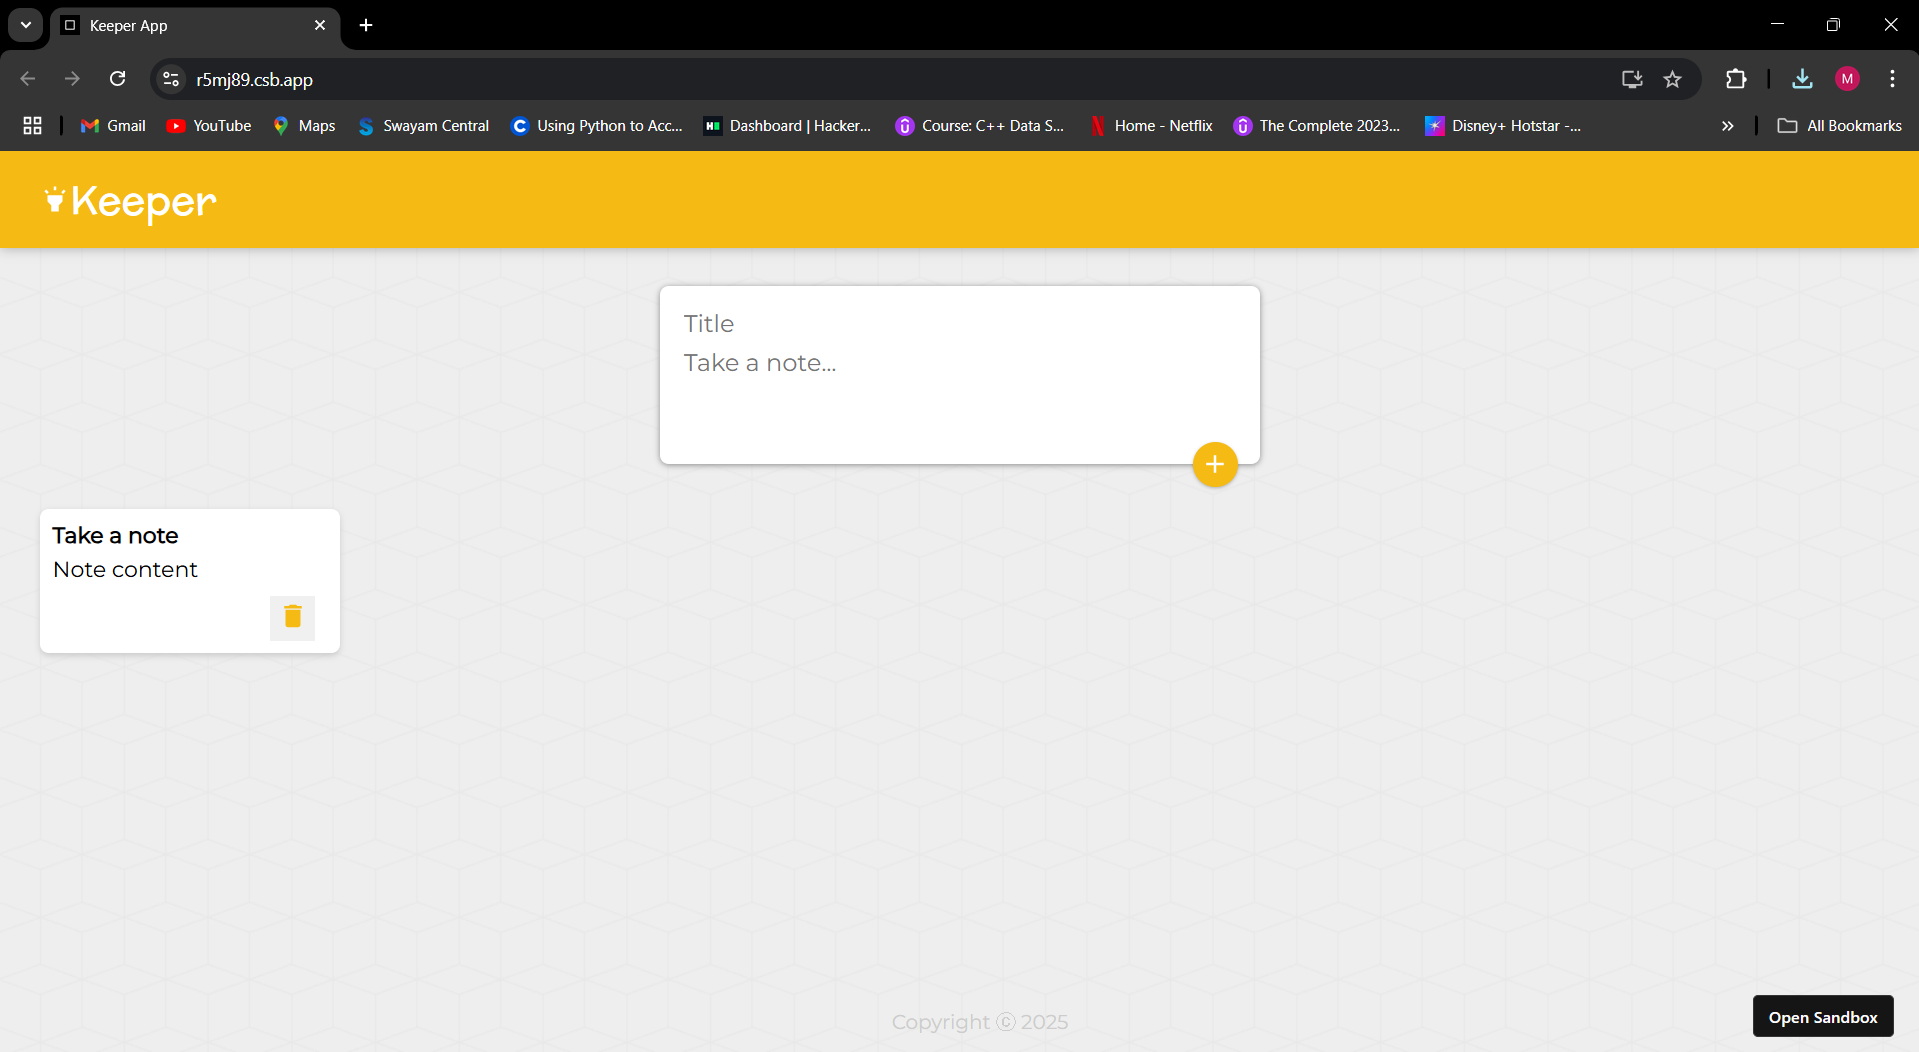 Keeper App
r5mj89.csb.app
M
Gmail YouTube Maps Swayam Central Using Python to Acc... Dashboard | Hacker... Course: C++ Data S... Home - Netflix The Complete 2023... Disney+ Hotstar -... » All Bookmarks
Keeper
Title
Take a note...
+
Take a note
Note content
Copyright ⓒ 2025
Open Sandbox